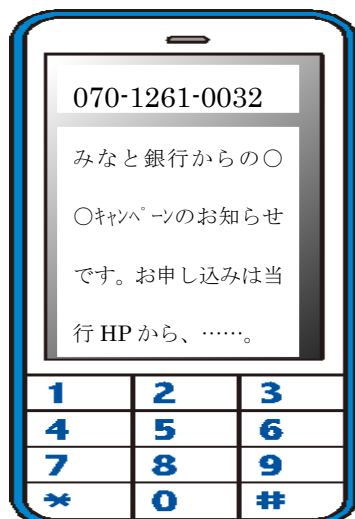 070-1261-0032
みなと銀行からの〇
〇ｷｬﾝﾍﾟｰﾝのお知らせ
です。お申し込みは当
行 HP から、……。
1 2 3
4 5 6
7 8 9
* 0 #